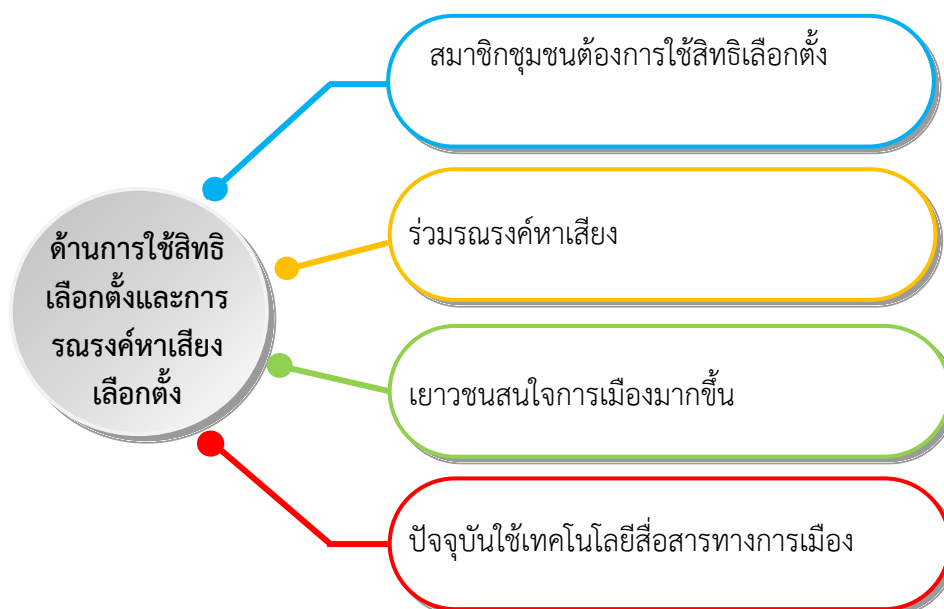 ด้านการใช้สิทธิ
เลือกตั้งและการ
รณรงค์หาเสียง
เลือกตั้ง
สมาชิกชุมชนต้องการใช้สิทธิเลือกตั้ง
ร่วมรณรงค์หาเสียง
เยาวชนสนใจการเมืองมากขึ้น
ปัจจุบันใช้เทคโนโลยีสื่อสารทางการเมือง